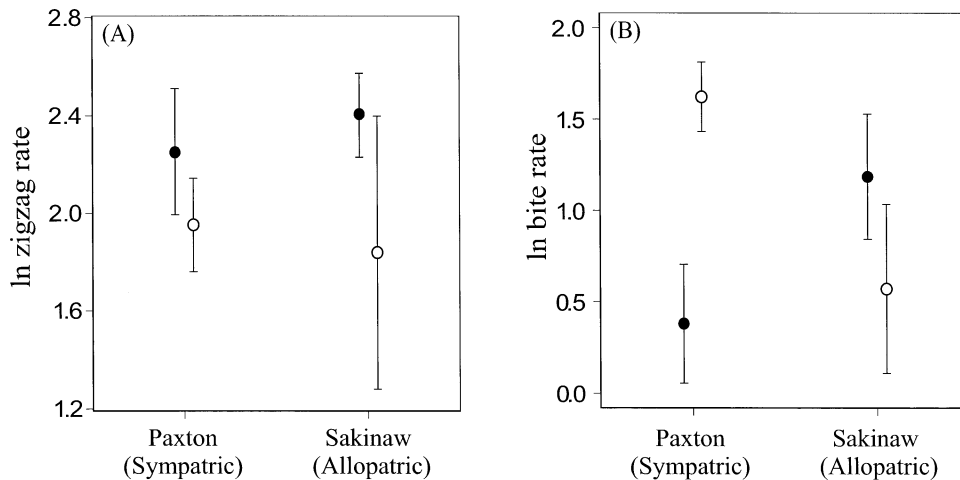 (A)
ln zigzag rate
2.8
2.4
2.0
1.6
1.2
Paxton
(Sympatric)
Sakinaw
(Allopatric)
(B)
ln bite rate
2.0
1.5
1.0
0.5
0.0
Paxton
(Sympatric)
Sakinaw
(Allopatric)